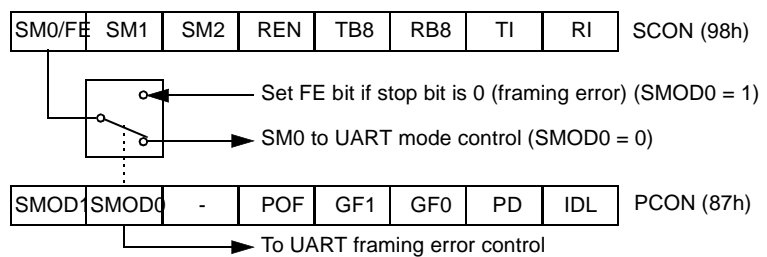 SM0/FE SM1 SM2 REN TB8 RB8 TI RI SCON (98h)
Set FE bit if stop bit is 0 (framing error) (SMOD0 = 1)
SM0 to UART mode control (SMOD0 = 0)
SMOD1 SMOD0 - POF GF1 GF0 PD IDL PCON (87h)
To UART framing error control